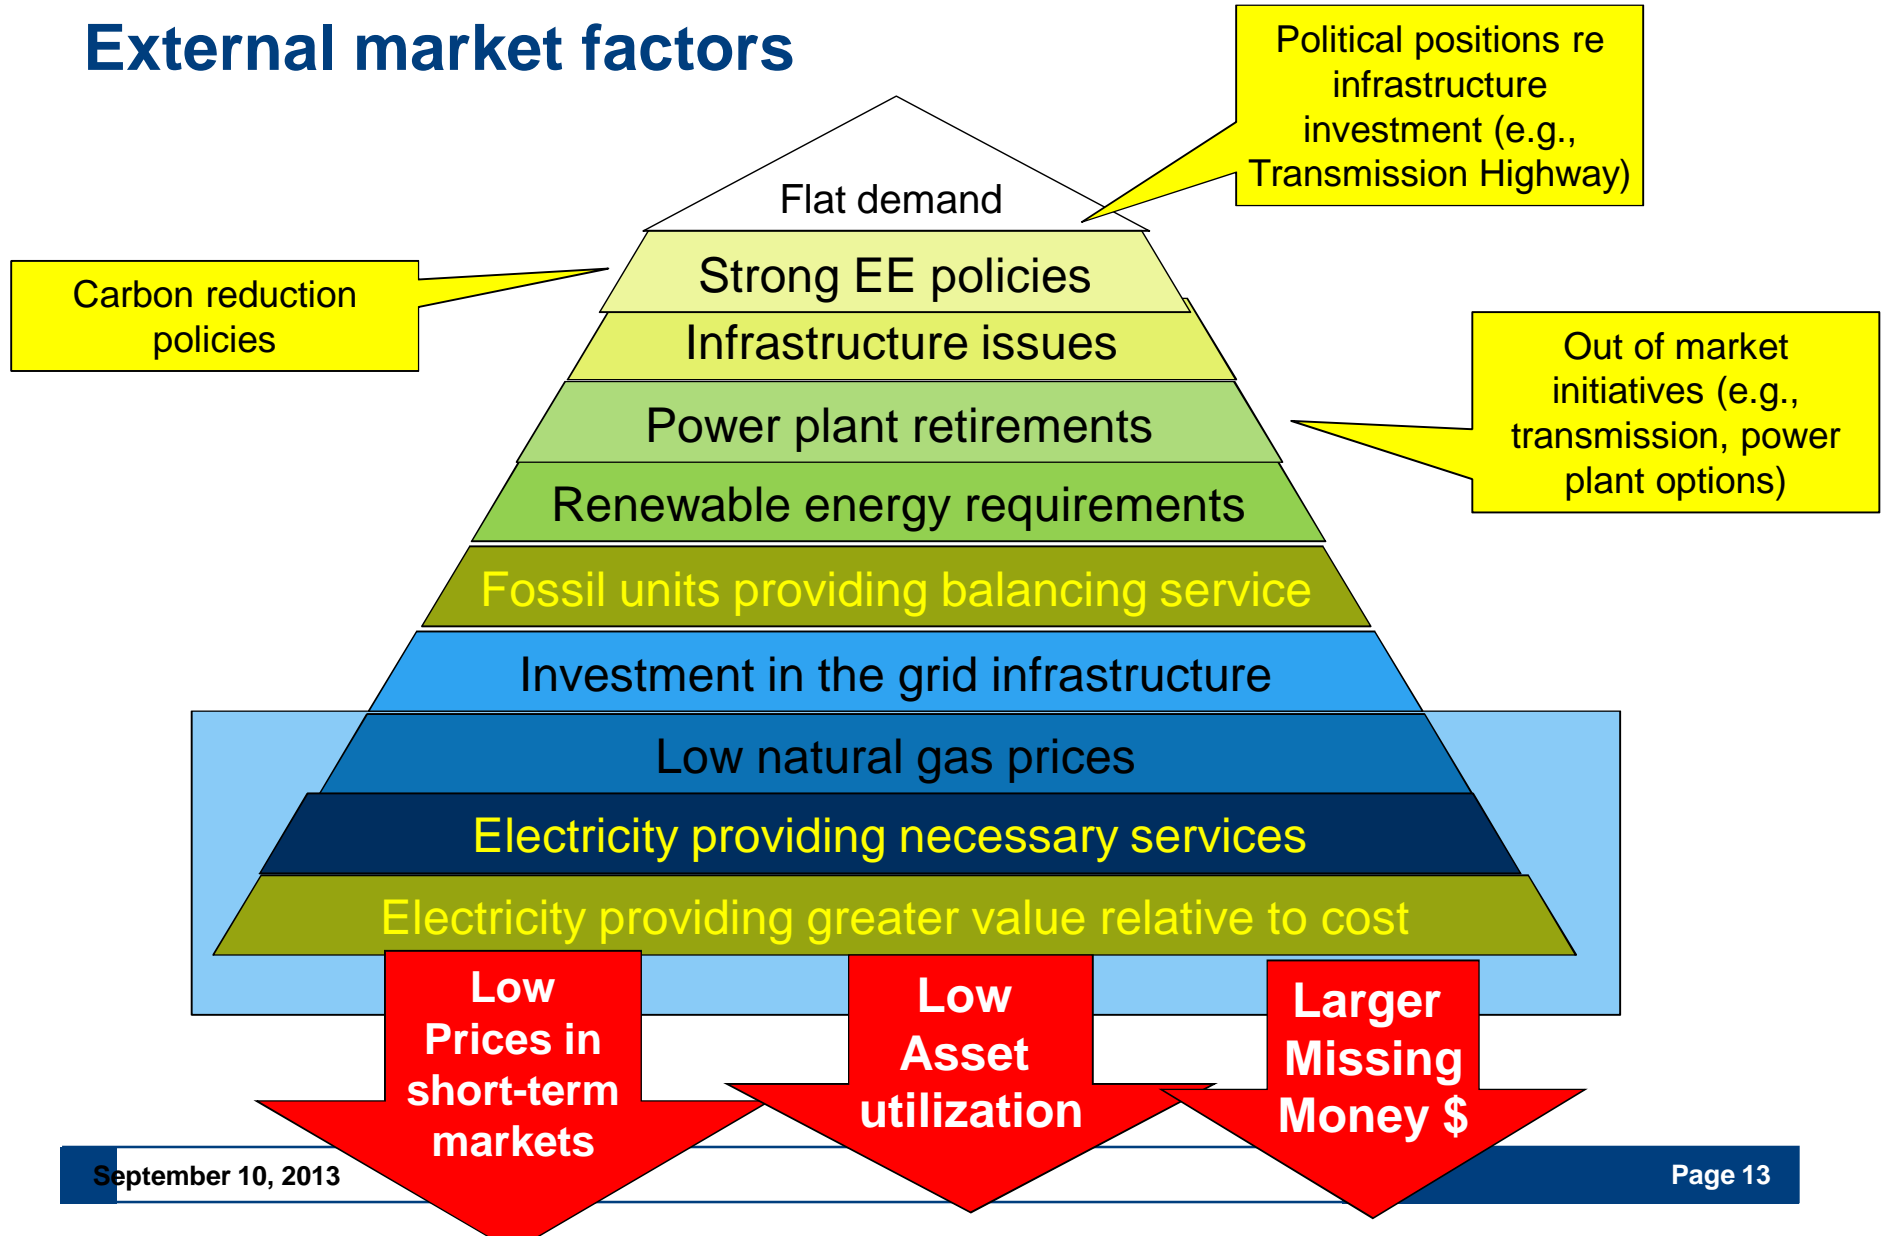 External market factors
Political positions re
infrastructure
investment (e.g.,
Transmission Highway)
Flat demand
Carbon reduction
policies
Strong EE policies
Infrastructure issues
Out of market
initiatives (e.g.,
transmission, power
plant options)
Power plant retirements
Renewable energy requirements
Fossil units providing balancing service
Investment in the grid infrastructure
Low natural gas prices
Electricity providing necessary services
Electricity providing greater value relative to cost
Low
Prices in
short-term
markets
Low
Asset
utilization
Larger
Missing
Money $
September 10, 2013
Page 13